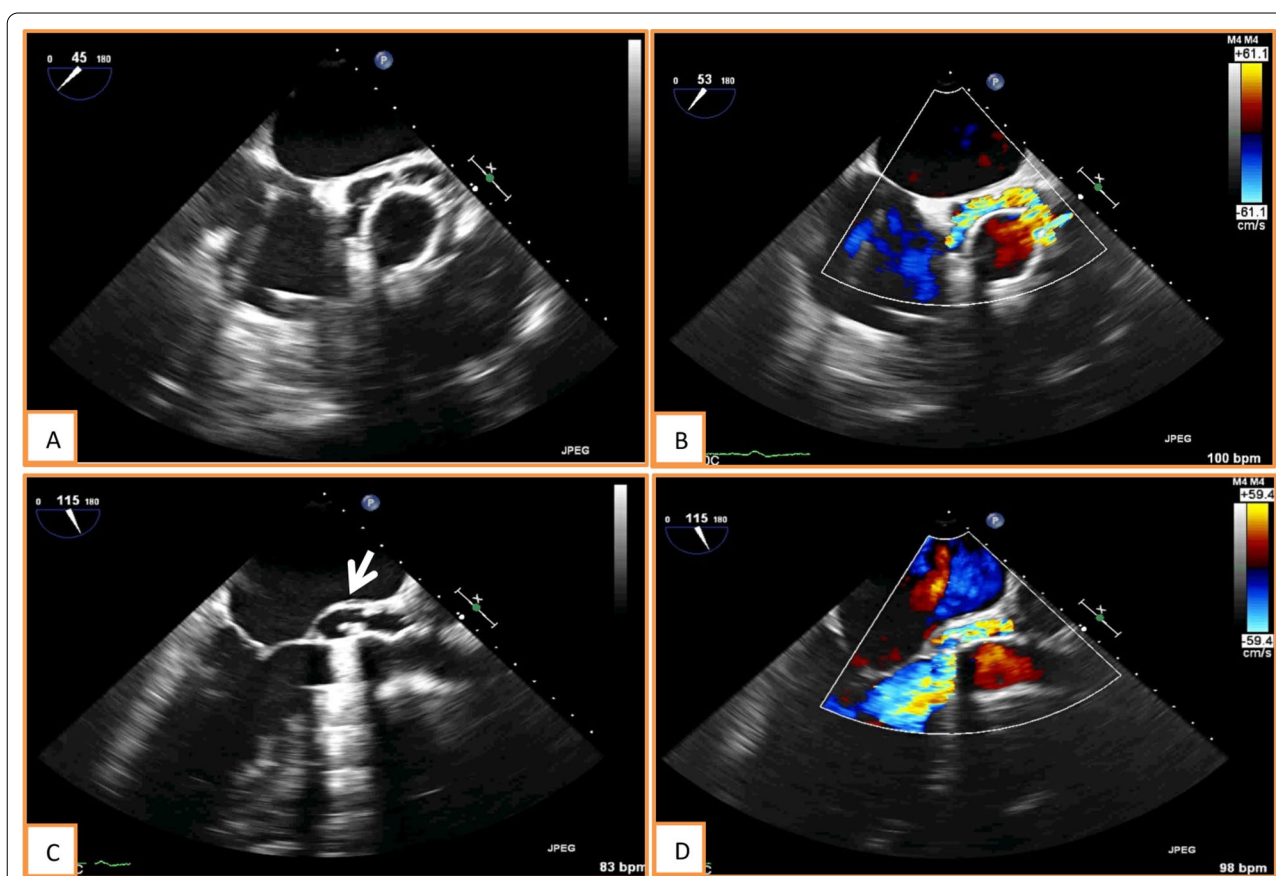 0 45 180
P
X
A
JPEG
0 53 180
P
X
M4 M4
+61.1
-61.1
cm/s
B
JPEG
100 bpm
0 115 180
P
X
C
JPEG
83 bpm
0 115 180
P
X
M4 M4
+59.4
-59.4
cm/s
D
JPEG
98 bpm